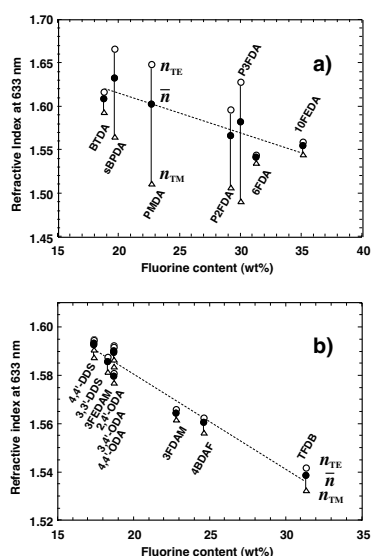 1.70
1.65
1.60
1.55
1.50
1.45
Refractive Index at 633 nm
a)
n_TE
n̄
n_TM
BTDA
sBPDA
PMDA
P2FDA
P3FDA
6FDA
10FEDA
15 20 25 30 35 40
Fluorine content (wt%)
1.60
1.58
1.56
1.54
1.52
Refractive index at 633 nm
b)
4,4'-DDS
3,3'-DDS
3FEDAM
2,4'-ODA
3,4'-ODA
4,4'-ODA
3FDAM
4BDAF
TFDB
n_TE
n̄
n_TM
15 20 25 30 35
Fluorine content (wt%)